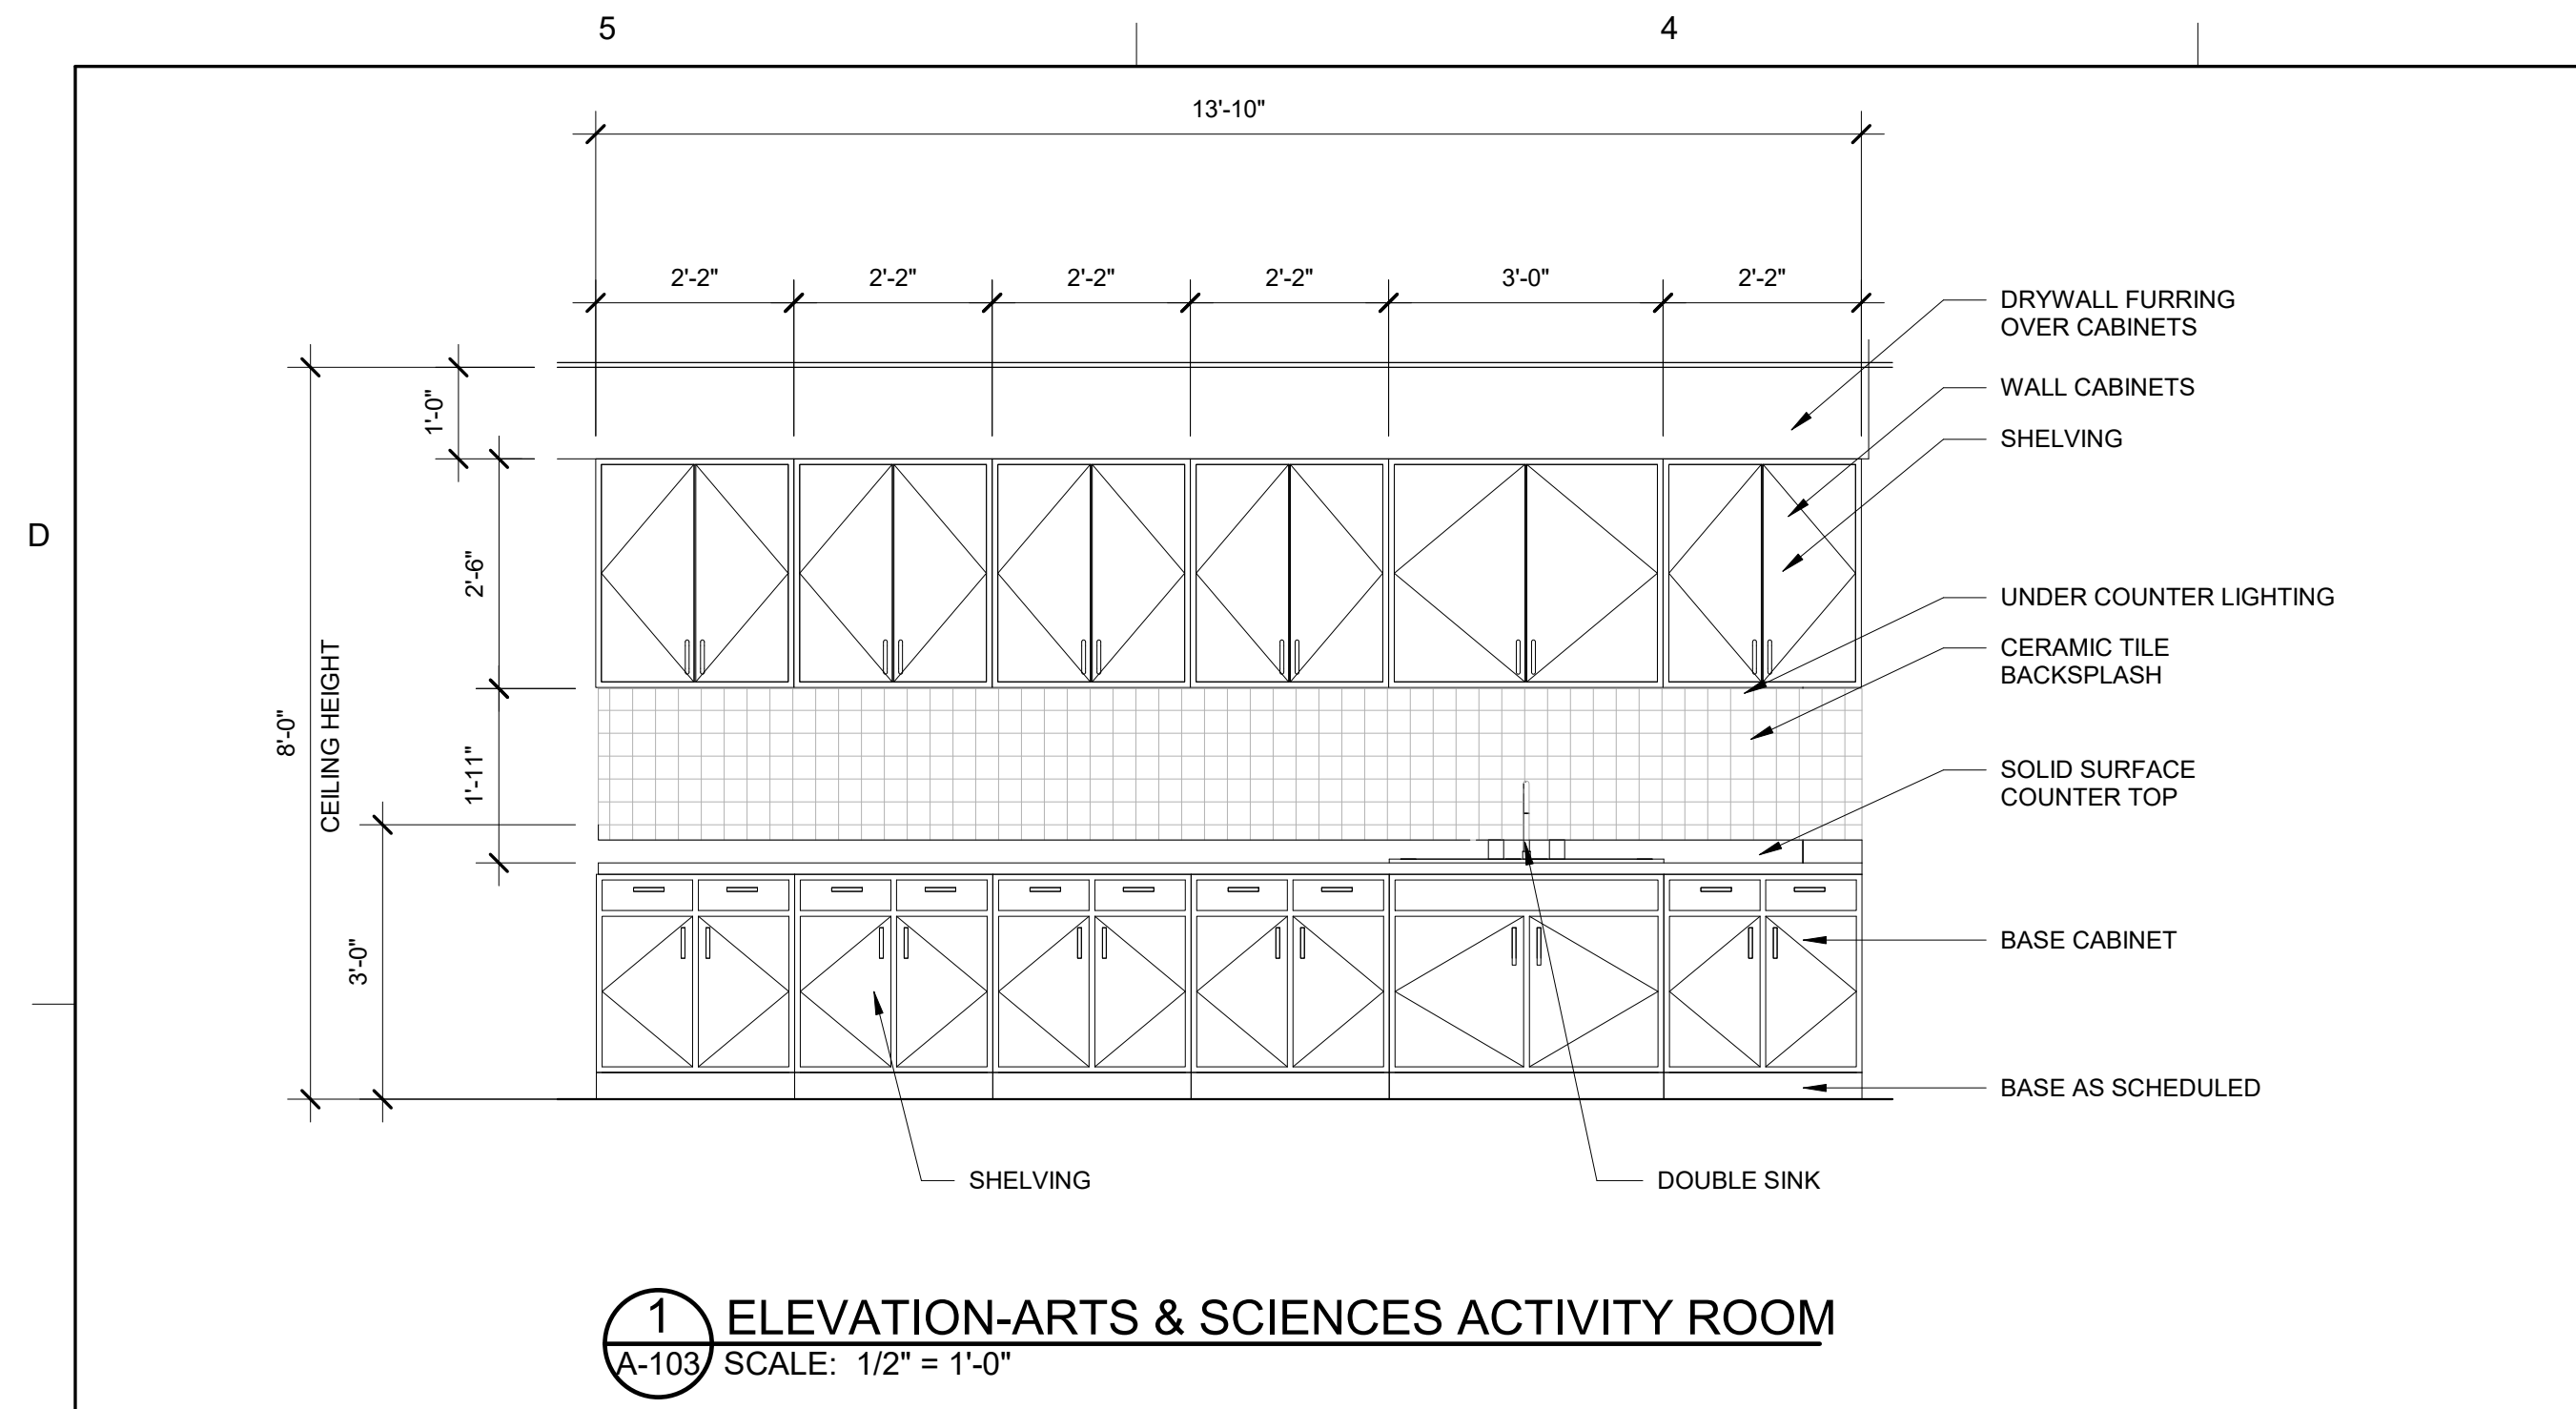 5
4
13'-10"
2'-2"
2'-2"
2'-2"
2'-2"
3'-0"
2'-2"
DRYWALL FURRING
OVER CABINETS
WALL CABINETS
SHELVING
1'-0"
D
2'-6"
UNDER COUNTER LIGHTING
CERAMIC TILE
BACKSPLASH
8'-0"
CEILING HEIGHT
1'-11"
SOLID SURFACE
COUNTER TOP
3'-0"
BASE CABINET
BASE AS SCHEDULED
SHELVING
DOUBLE SINK
1
ELEVATION-ARTS & SCIENCES ACTIVITY ROOM
A-103
SCALE: 1/2" = 1'-0"